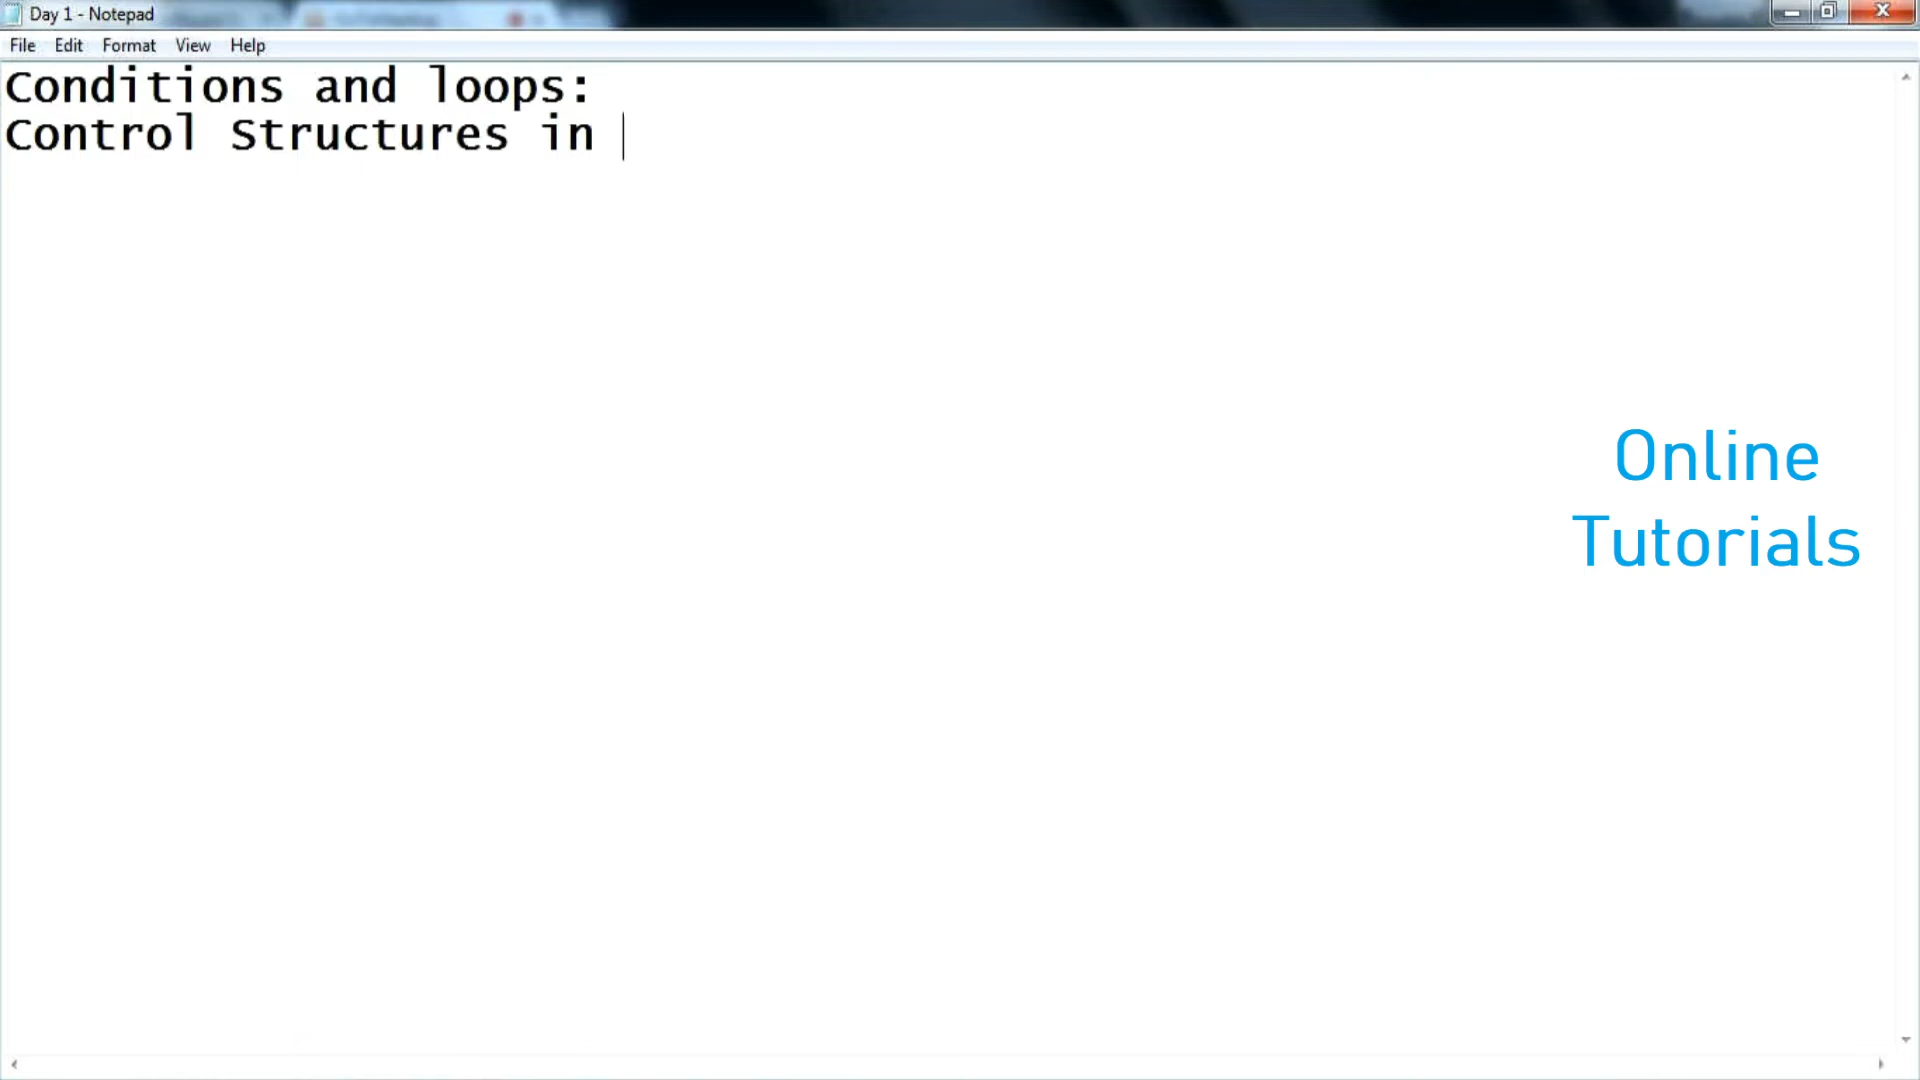 Day 1 - Notepad
File Edit Format View Help
Conditions and loops:
Control Structures in
Online
Tutorials